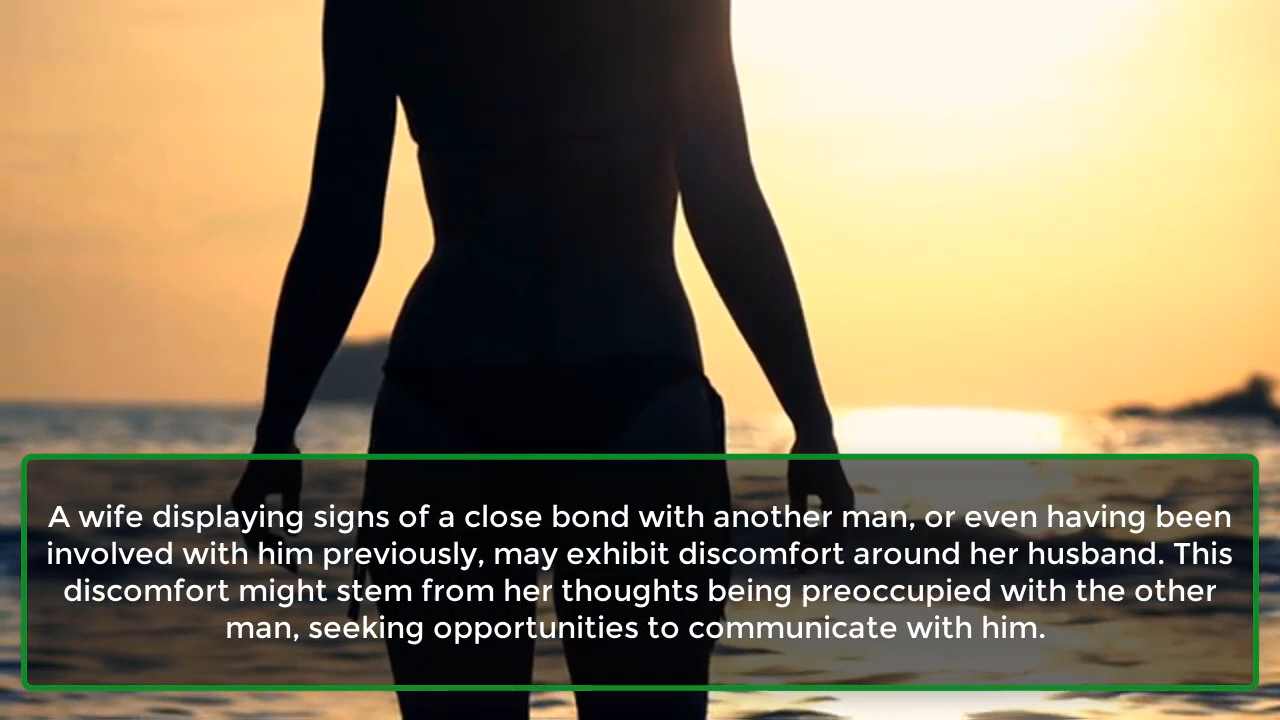 A wife displaying signs of a close bond with another man, or even having been
involved with him previously, may exhibit discomfort around her husband. This
discomfort might stem from her thoughts being preoccupied with the other
man, seeking opportunities to communicate with him.